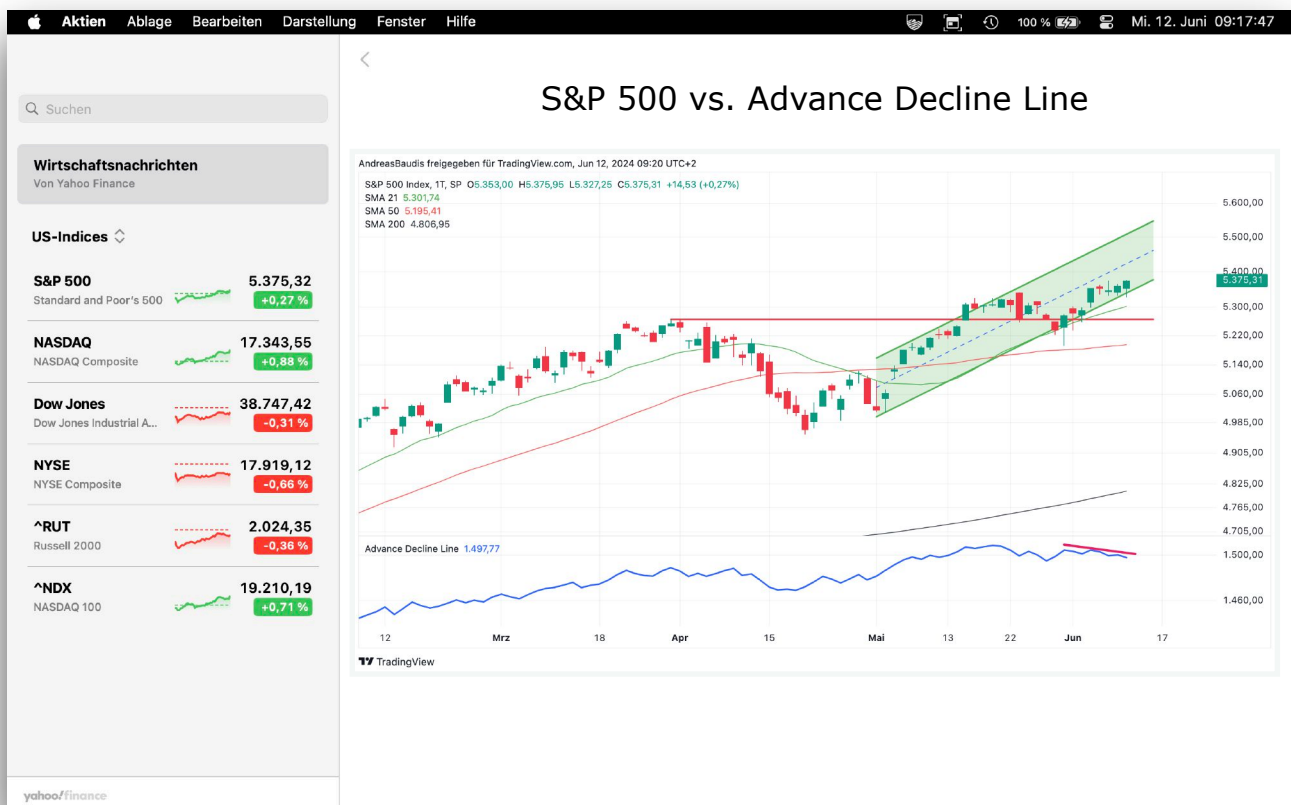 Aktien Ablage Bearbeiten Darstellung Fenster Hilfe 100 % Mi. 12. Juni 09:17:47
Suchen
Wirtschaftsnachrichten
Von Yahoo Finance
US-Indices
S&P 500 5.375,32
Standard and Poor's 500 +0,27 %
NASDAQ 17.343,55
NASDAQ Composite +0,88 %
Dow Jones 38.747,42
Dow Jones Industrial A... -0,31 %
NYSE 17.919,12
NYSE Composite -0,66 %
^RUT 2.024,35
Russell 2000 -0,36 %
^NDX 19.210,19
NASDAQ 100 +0,71 %
yahoo!finance
S&P 500 vs. Advance Decline Line
AndreasBaudis freigegeben für TradingView.com, Jun 12, 2024 09:20 UTC+2
S&P 500 Index, 1T, SP O5.353,00 H5.375,95 L5.327,25 C5.375,31 +14,53 (+0,27%)
SMA 21 5.301,74
SMA 50 5.195,41
SMA 200 4.806,95
5.600,00
5.500,00
5.400,00
5.375,31
5.300,00
5.220,00
5.140,00
5.060,00
4.985,00
4.905,00
4.825,00
4.765,00
4.705,00
Advance Decline Line 1.497,77
1.500,00
1.460,00
12 Mrz 18 Apr 15 Mai 13 22 Jun 17
TradingView